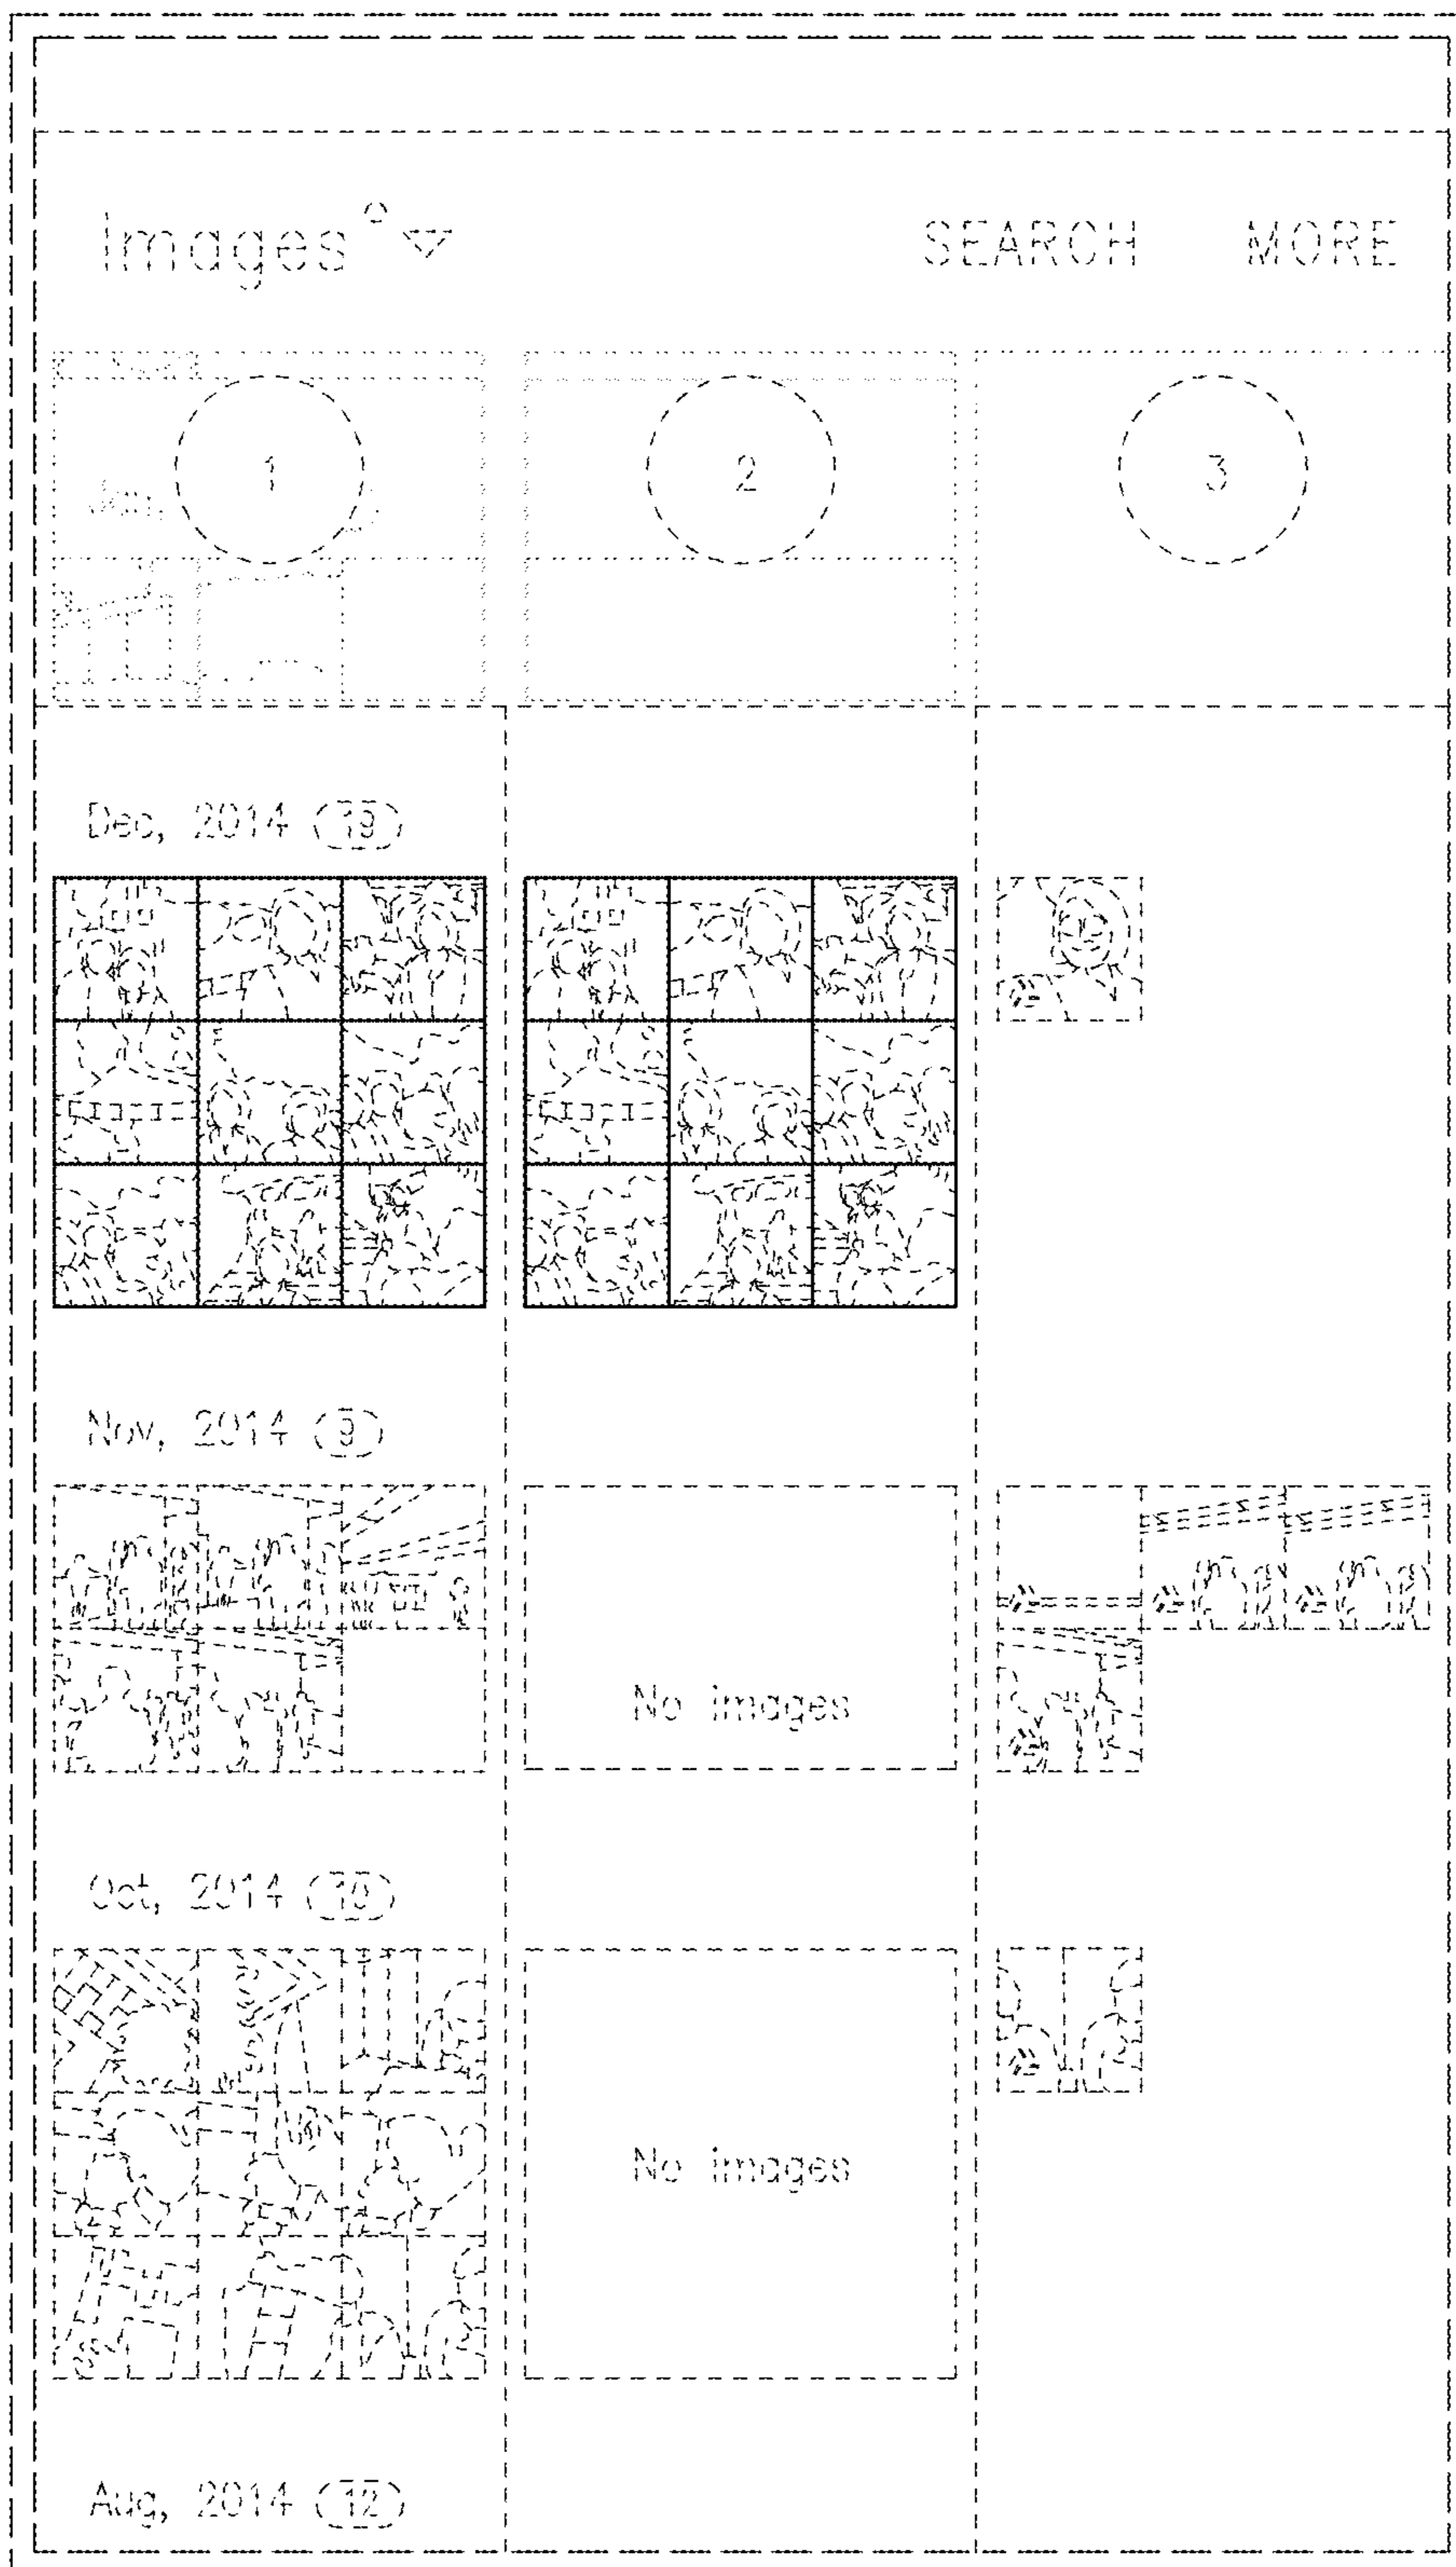 Images
SEARCH MORE
1 2 3
Dec, 2014 (19)
Nov, 2014 (9)
No images
Oct, 2014 (10)
No images
Aug, 2014 (12)